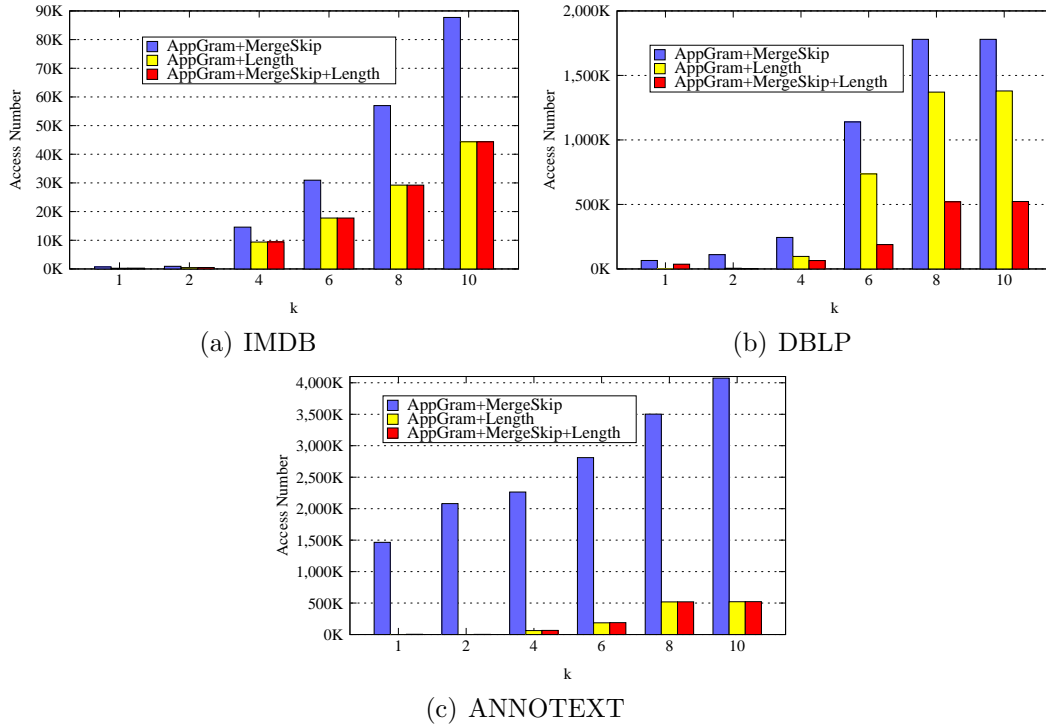 90K
80K
70K
60K
50K
40K
30K
20K
10K
0K
Access Number
AppGram+MergeSkip
AppGram+Length
AppGram+MergeSkip+Length
1 2 4 6 8 10
k
(a) IMDB
2,000K
1,500K
1,000K
500K
0K
Access Number
AppGram+MergeSkip
AppGram+Length
AppGram+MergeSkip+Length
1 2 4 6 8 10
k
(b) DBLP
4,000K
3,500K
3,000K
2,500K
2,000K
1,500K
1,000K
500K
0K
Access Number
AppGram+MergeSkip
AppGram+Length
AppGram+MergeSkip+Length
1 2 4 6 8 10
k
(c) ANNOTEXT